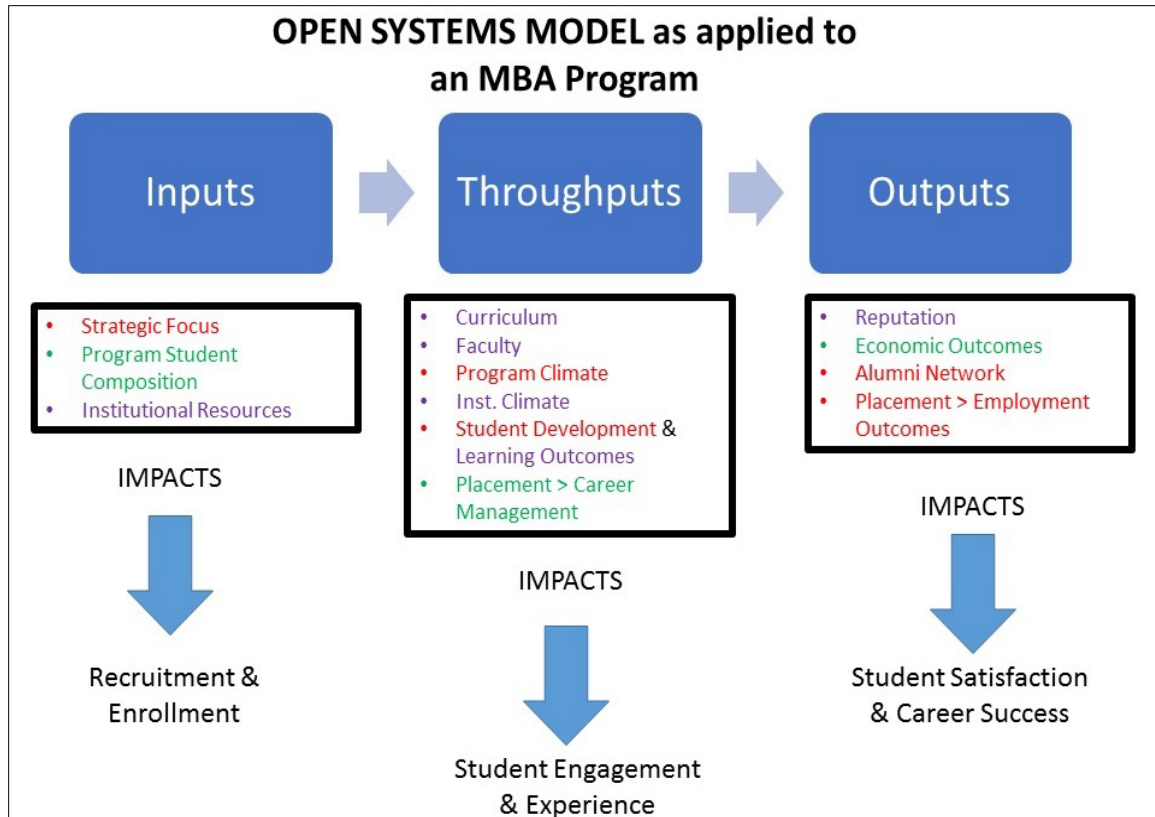 OPEN SYSTEMS MODEL as applied to
an MBA Program
Inputs
Throughputs
Outputs
• Strategic Focus
• Program Student
Composition
• Institutional Resources
IMPACTS
Recruitment &
Enrollment
• Curriculum
• Faculty
• Program Climate
• Inst. Climate
• Student Development &
Learning Outcomes
• Placement > Career
Management
IMPACTS
Student Engagement
& Experience
• Reputation
• Economic Outcomes
• Alumni Network
• Placement > Employment
Outcomes
IMPACTS
Student Satisfaction
& Career Success